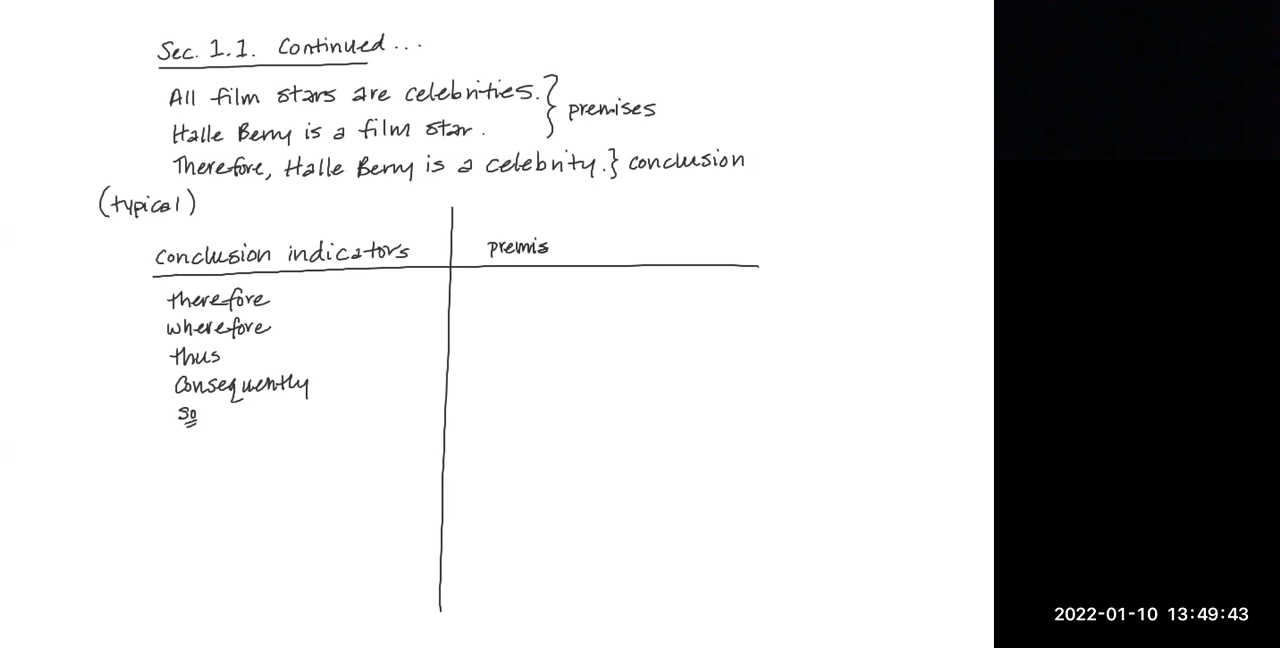 Sec. 1.1. Continued...
All film stars are celebrities. } premises
Halle Berry is a film star.
Therefore, Halle Berry is a celebrity. } conclusion
(typical)
conclusion indicators | premis
therefore
wherefore
thus
consequently
so
2022-01-10 13:49:43